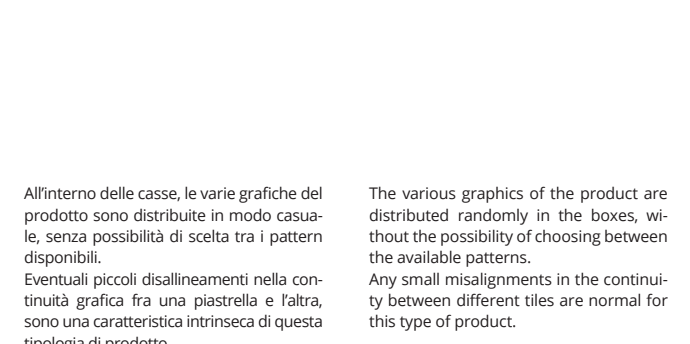 All'interno delle casse, le varie grafiche del
prodotto sono distribuite in modo casua-
le, senza possibilità di scelta tra i pattern
disponibili.
Eventuali piccoli disallineamenti nella con-
tinuità grafica fra una piastrella e l'altra,
sono una caratteristica intrinseca di questa
tipologia di prodotto.
The various graphics of the product are
distributed randomly in the boxes, wi-
thout the possibility of choosing between
the available patterns.
Any small misalignments in the continui-
ty between different tiles are normal for
this type of product.